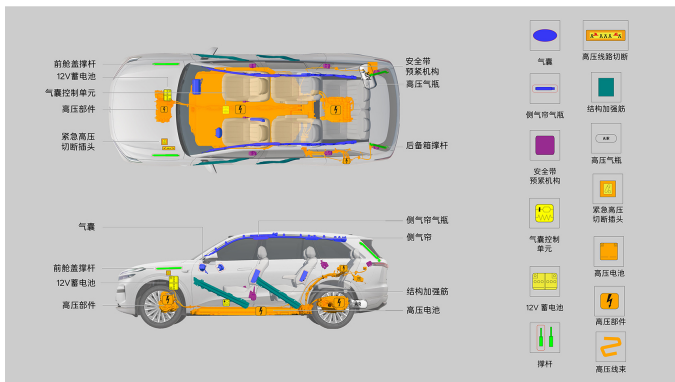 前舱盖撑杆
12V蓄电池
气囊控制单元
高压部件
紧急高压
切断插头
安全带
预紧机构
高压气瓶
后备箱撑杆
气囊
前舱盖撑杆
12V蓄电池
高压部件
侧气帘气瓶
侧气帘
结构加强筋
高压电池
气囊
高压线路切断
侧气帘气瓶
结构加强筋
安全带
预紧机构
高压气瓶
气囊控制
单元
紧急高压
切断插头
12V 蓄电池
高压电池
撑杆
高压部件
高压线束